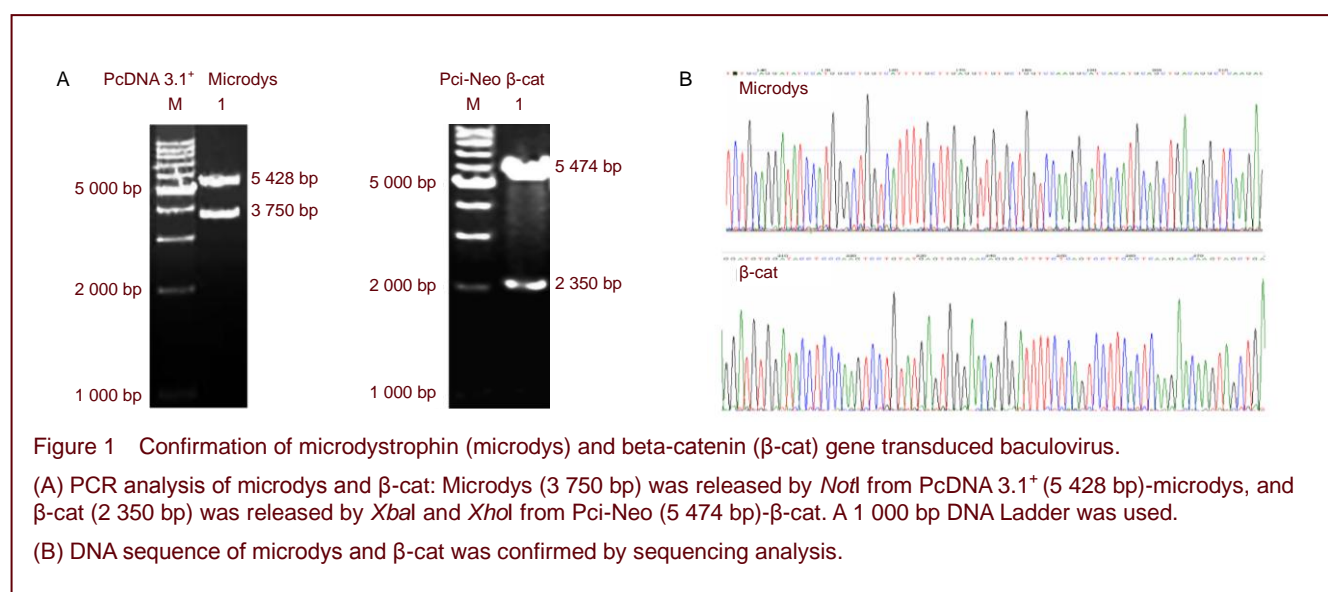 A
PcDNA 3.1⁺ Microdys
M 1
5 000 bp
2 000 bp
1 000 bp
5 428 bp
3 750 bp
Pci-Neo β-cat
M 1
5 000 bp
2 000 bp
1 000 bp
5 474 bp
2 350 bp
B
Microdys
β-cat
Figure 1 Confirmation of microdystrophin (microdys) and beta-catenin (β-cat) gene transduced baculovirus.
(A) PCR analysis of microdys and β-cat: Microdys (3 750 bp) was released by NotI from PcDNA 3.1⁺ (5 428 bp)-microdys, and
β-cat (2 350 bp) was released by XbaI and XhoI from Pci-Neo (5 474 bp)-β-cat. A 1 000 bp DNA Ladder was used.
(B) DNA sequence of microdys and β-cat was confirmed by sequencing analysis.